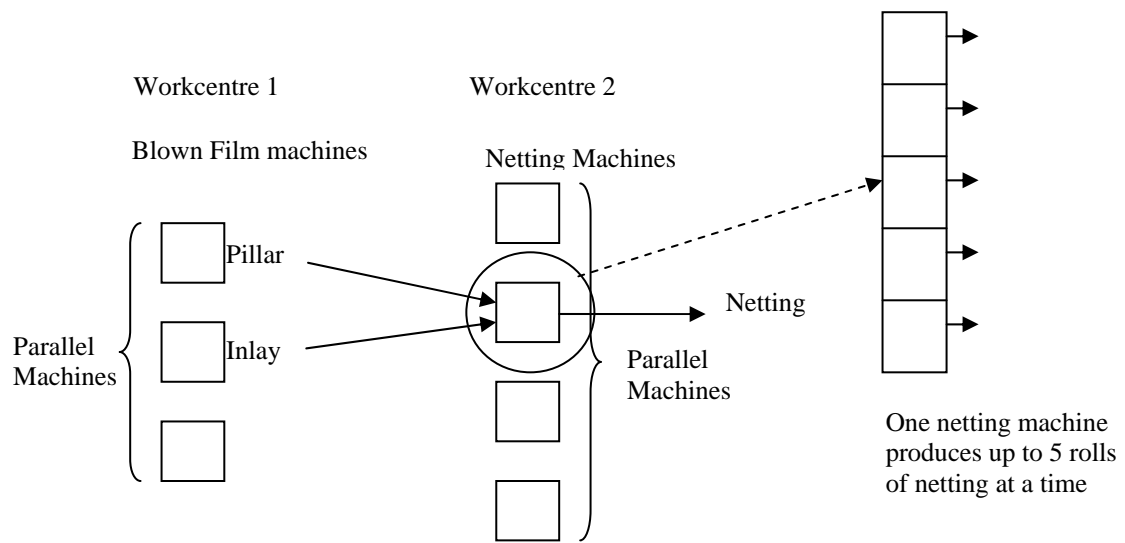 Workcentre 1
Workcentre 2
Blown Film machines
Netting Machines
Pillar
Inlay
Parallel
Machines
Netting
Parallel
Machines
One netting machine
produces up to 5 rolls
of netting at a time